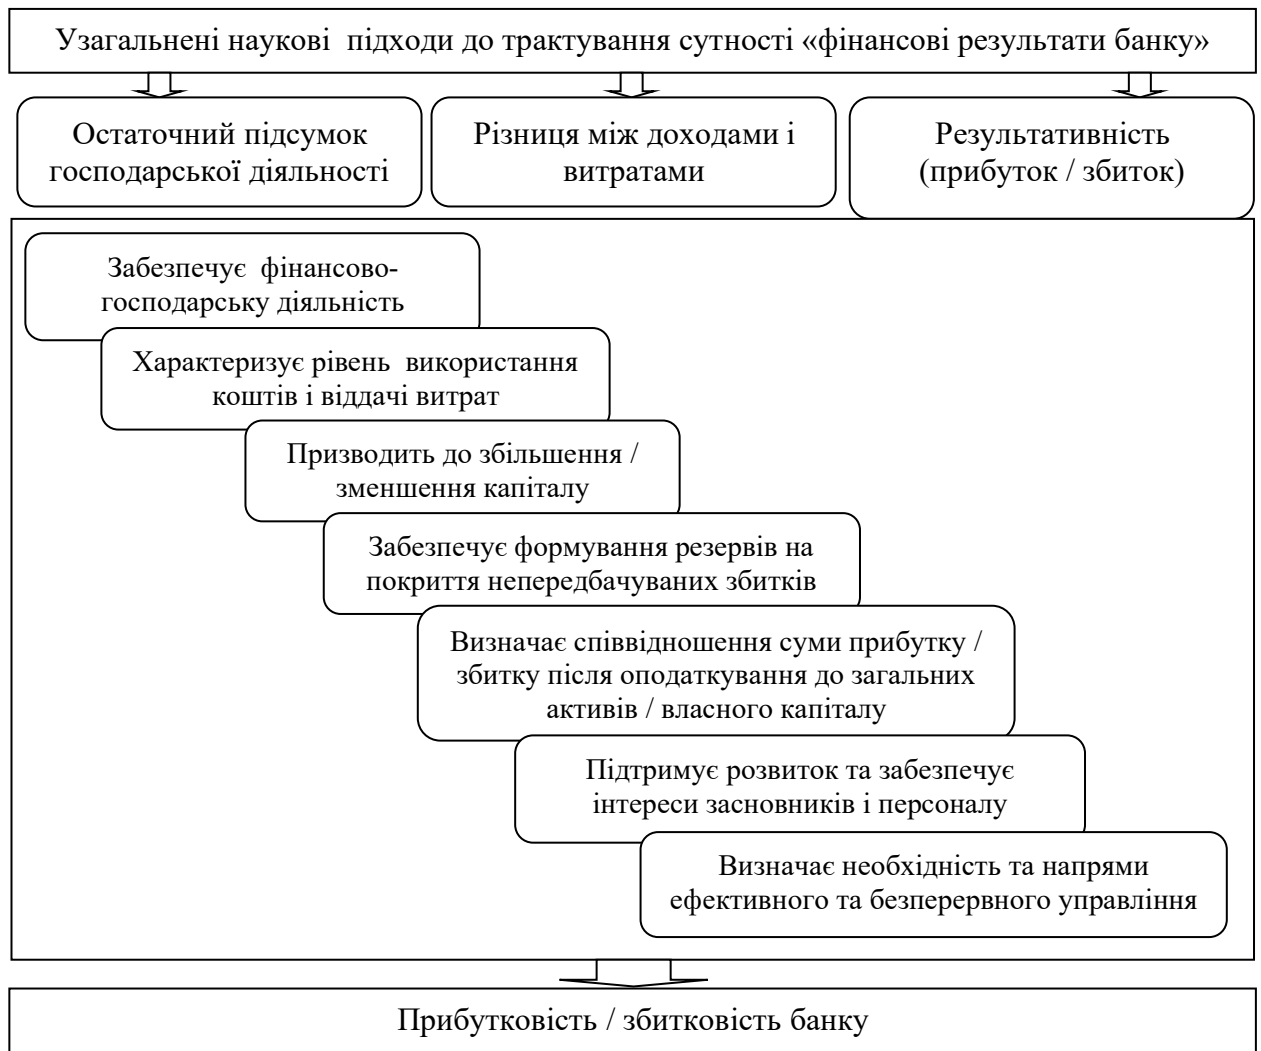 Узагальнені наукові підходи до трактування сутності «фінансові результати банку»
Остаточний підсумок
господарської діяльності
Різниця між доходами і
витратами
Результативність
(прибуток / збиток)
Забезпечує фінансово-
господарську діяльність
Характеризує рівень використання
коштів і віддачі витрат
Призводить до збільшення /
зменшення капіталу
Забезпечує формування резервів на
покриття непередбачуваних збитків
Визначає співвідношення суми прибутку /
збитку після оподаткування до загальних
активів / власного капіталу
Підтримує розвиток та забезпечує
інтереси засновників і персоналу
Визначає необхідність та напрями
ефективного та безперервного управління
Прибутковість / збитковість банку